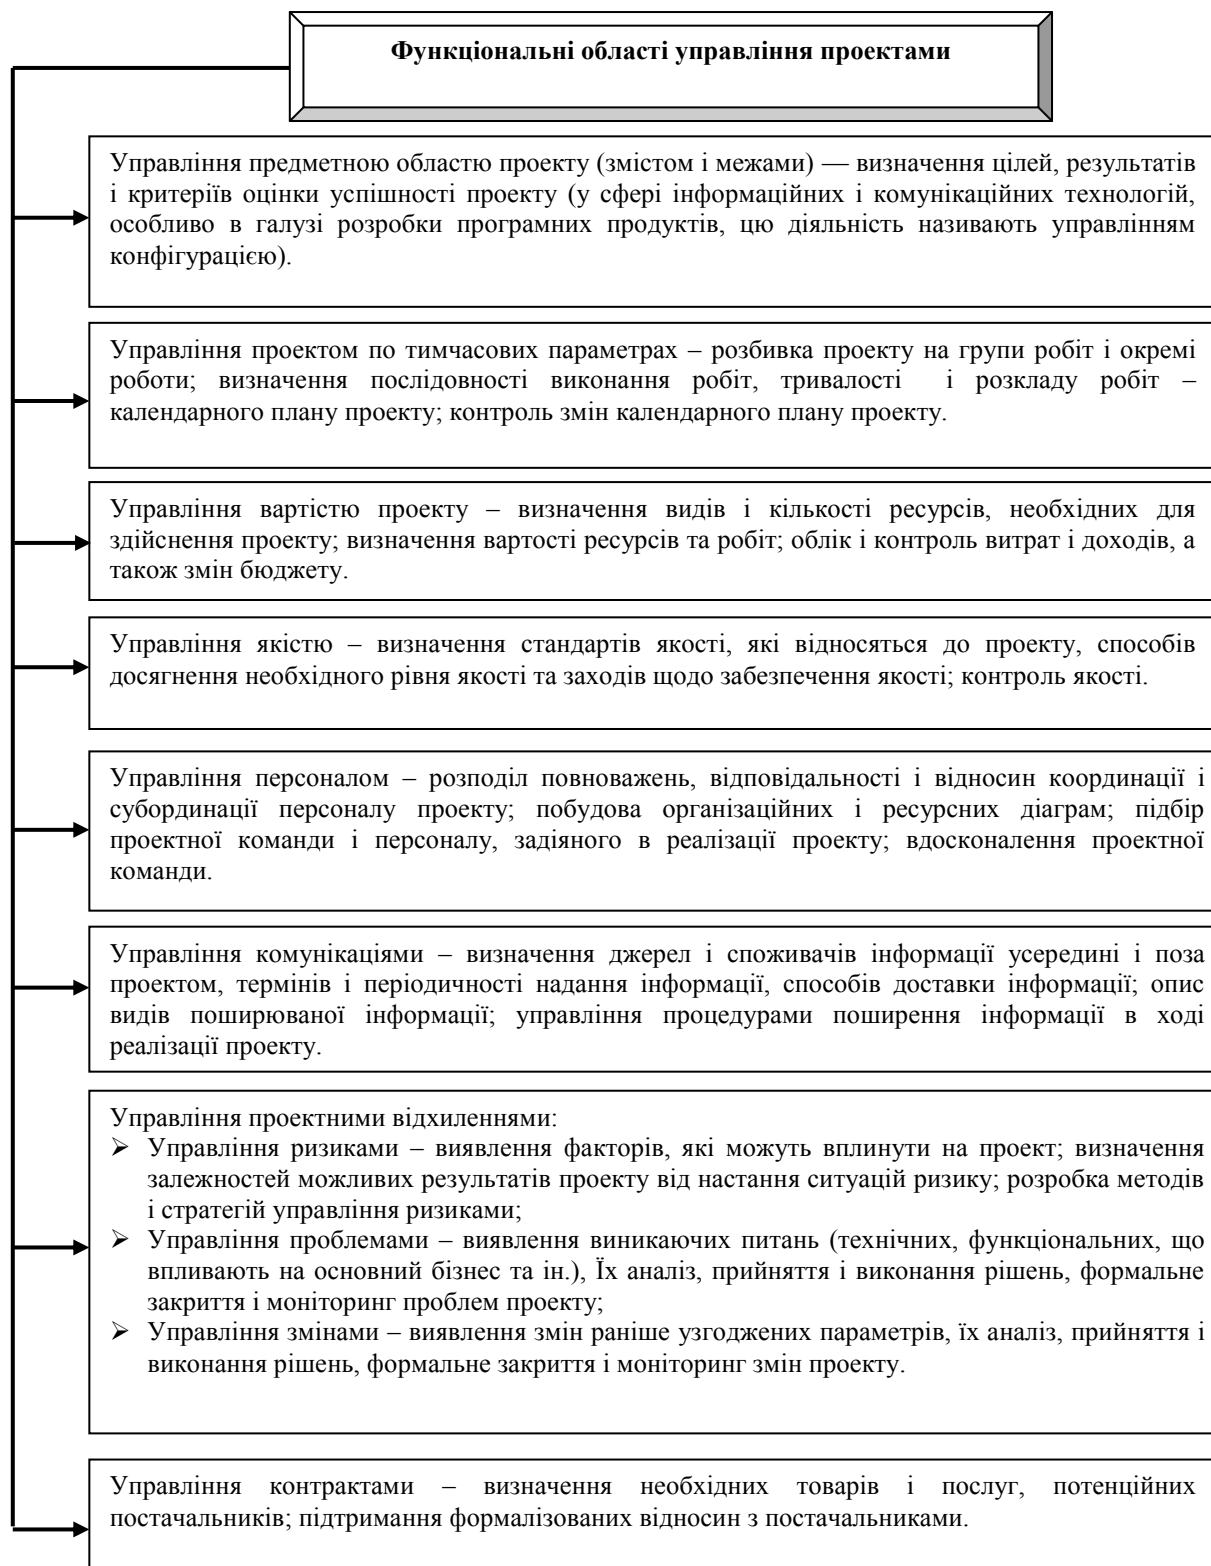 Функціональні області управління проектами
Управління предметною областю проекту (змістом і межами) — визначення цілей, результатів
і критеріїв оцінки успішності проекту (у сфері інформаційних і комунікаційних технологій,
особливо в галузі розробки програмних продуктів, цю діяльність називають управлінням
конфігурацією).
Управління проектом по тимчасових параметрах – розбивка проекту на групи робіт і окремі
роботи; визначення послідовності виконання робіт, тривалості і розкладу робіт –
календарного плану проекту; контроль змін календарного плану проекту.
Управління вартістю проекту – визначення видів і кількості ресурсів, необхідних для
здійснення проекту; визначення вартості ресурсів та робіт; облік і контроль витрат і доходів, а
також змін бюджету.
Управління якістю – визначення стандартів якості, які відносяться до проекту, способів
досягнення необхідного рівня якості та заходів щодо забезпечення якості; контроль якості.
Управління персоналом – розподіл повноважень, відповідальності і відносин координації і
субординації персоналу проекту; побудова організаційних і ресурсних діаграм; підбір
проектної команди і персоналу, задіяного в реалізації проекту; вдосконалення проектної
команди.
Управління комунікаціями – визначення джерел і споживачів інформації усередині і поза
проектом, термінів і періодичності надання інформації, способів доставки інформації; опис
видів поширюваної інформації; управління процедурами поширення інформації в ході
реалізації проекту.
Управління проектними відхиленнями:
➢ Управління ризиками – виявлення факторів, які можуть вплинути на проект; визначення
залежностей можливих результатів проекту від настання ситуацій ризику; розробка методів
і стратегій управління ризиками;
➢ Управління проблемами – виявлення виникаючих питань (технічних, функціональних, що
впливають на основний бізнес та ін.), Їх аналіз, прийняття і виконання рішень, формальне
закриття і моніторинг проблем проекту;
➢ Управління змінами – виявлення змін раніше узгоджених параметрів, їх аналіз, прийняття і
виконання рішень, формальне закриття і моніторинг змін проекту.
Управління контрактами – визначення необхідних товарів і послуг, потенційних
постачальників; підтримання формалізованих відносин з постачальниками.